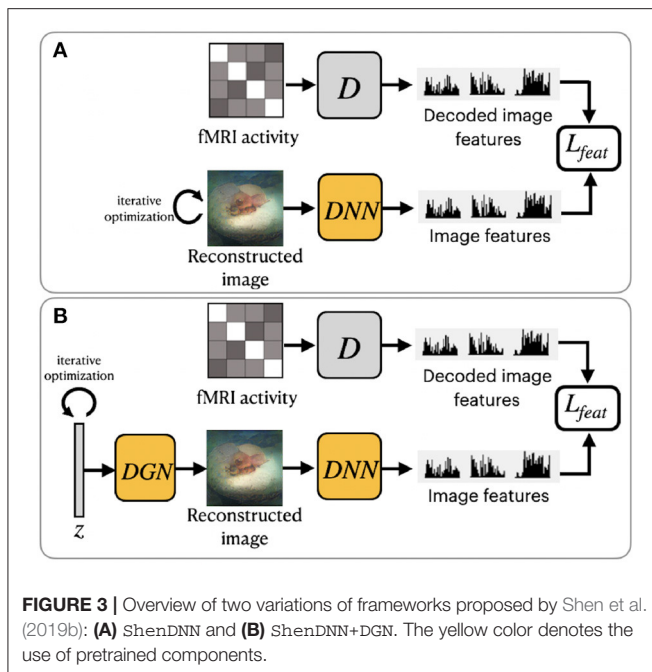 A
D
fMRI activity
Decoded image
features
L_feat
iterative
optimization
DNN
Reconstructed
image
Image features
B
D
fMRI activity
Decoded image
features
iterative
optimization
L_feat
z
DGN
DNN
Reconstructed
image
Image features
FIGURE 3 | Overview of two variations of frameworks proposed by Shen et al.
(2019b): (A) ShenDNN and (B) ShenDNN+DGN. The yellow color denotes the
use of pretrained components.